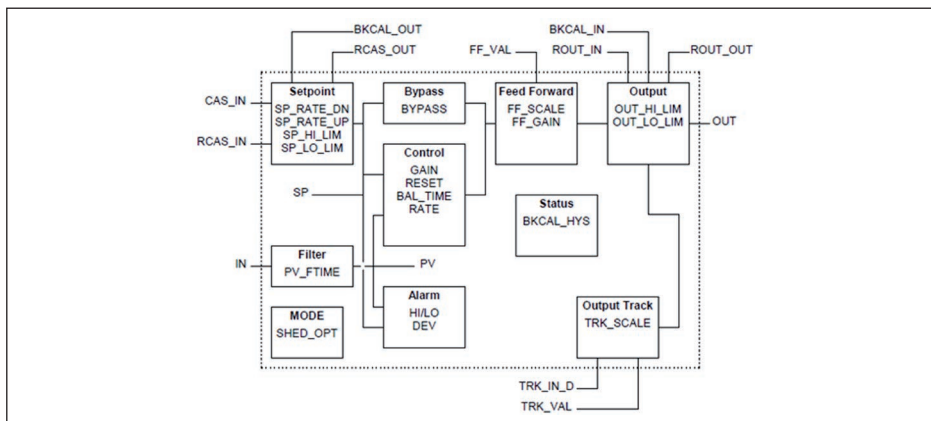 BKCAL_OUT
BKCAL_IN
RCAS_OUT
FF_VAL
ROUT_IN
ROUT_OUT
Setpoint
SP_RATE_DN
SP_RATE_UP
SP_HI_LIM
SP_LO_LIM
Bypass
BYPASS
Feed Forward
FF_SCALE
FF_GAIN
Output
OUT_HI_LIM
OUT_LO_LIM
CAS_IN
OUT
RCAS_IN
Control
GAIN
RESET
BAL_TIME
RATE
SP
Status
BKCAL_HYS
IN
Filter
PV_FTIME
PV
Alarm
HI/LO
DEV
Output Track
TRK_SCALE
MODE
SHED_OPT
TRK_IN_D
TRK_VAL